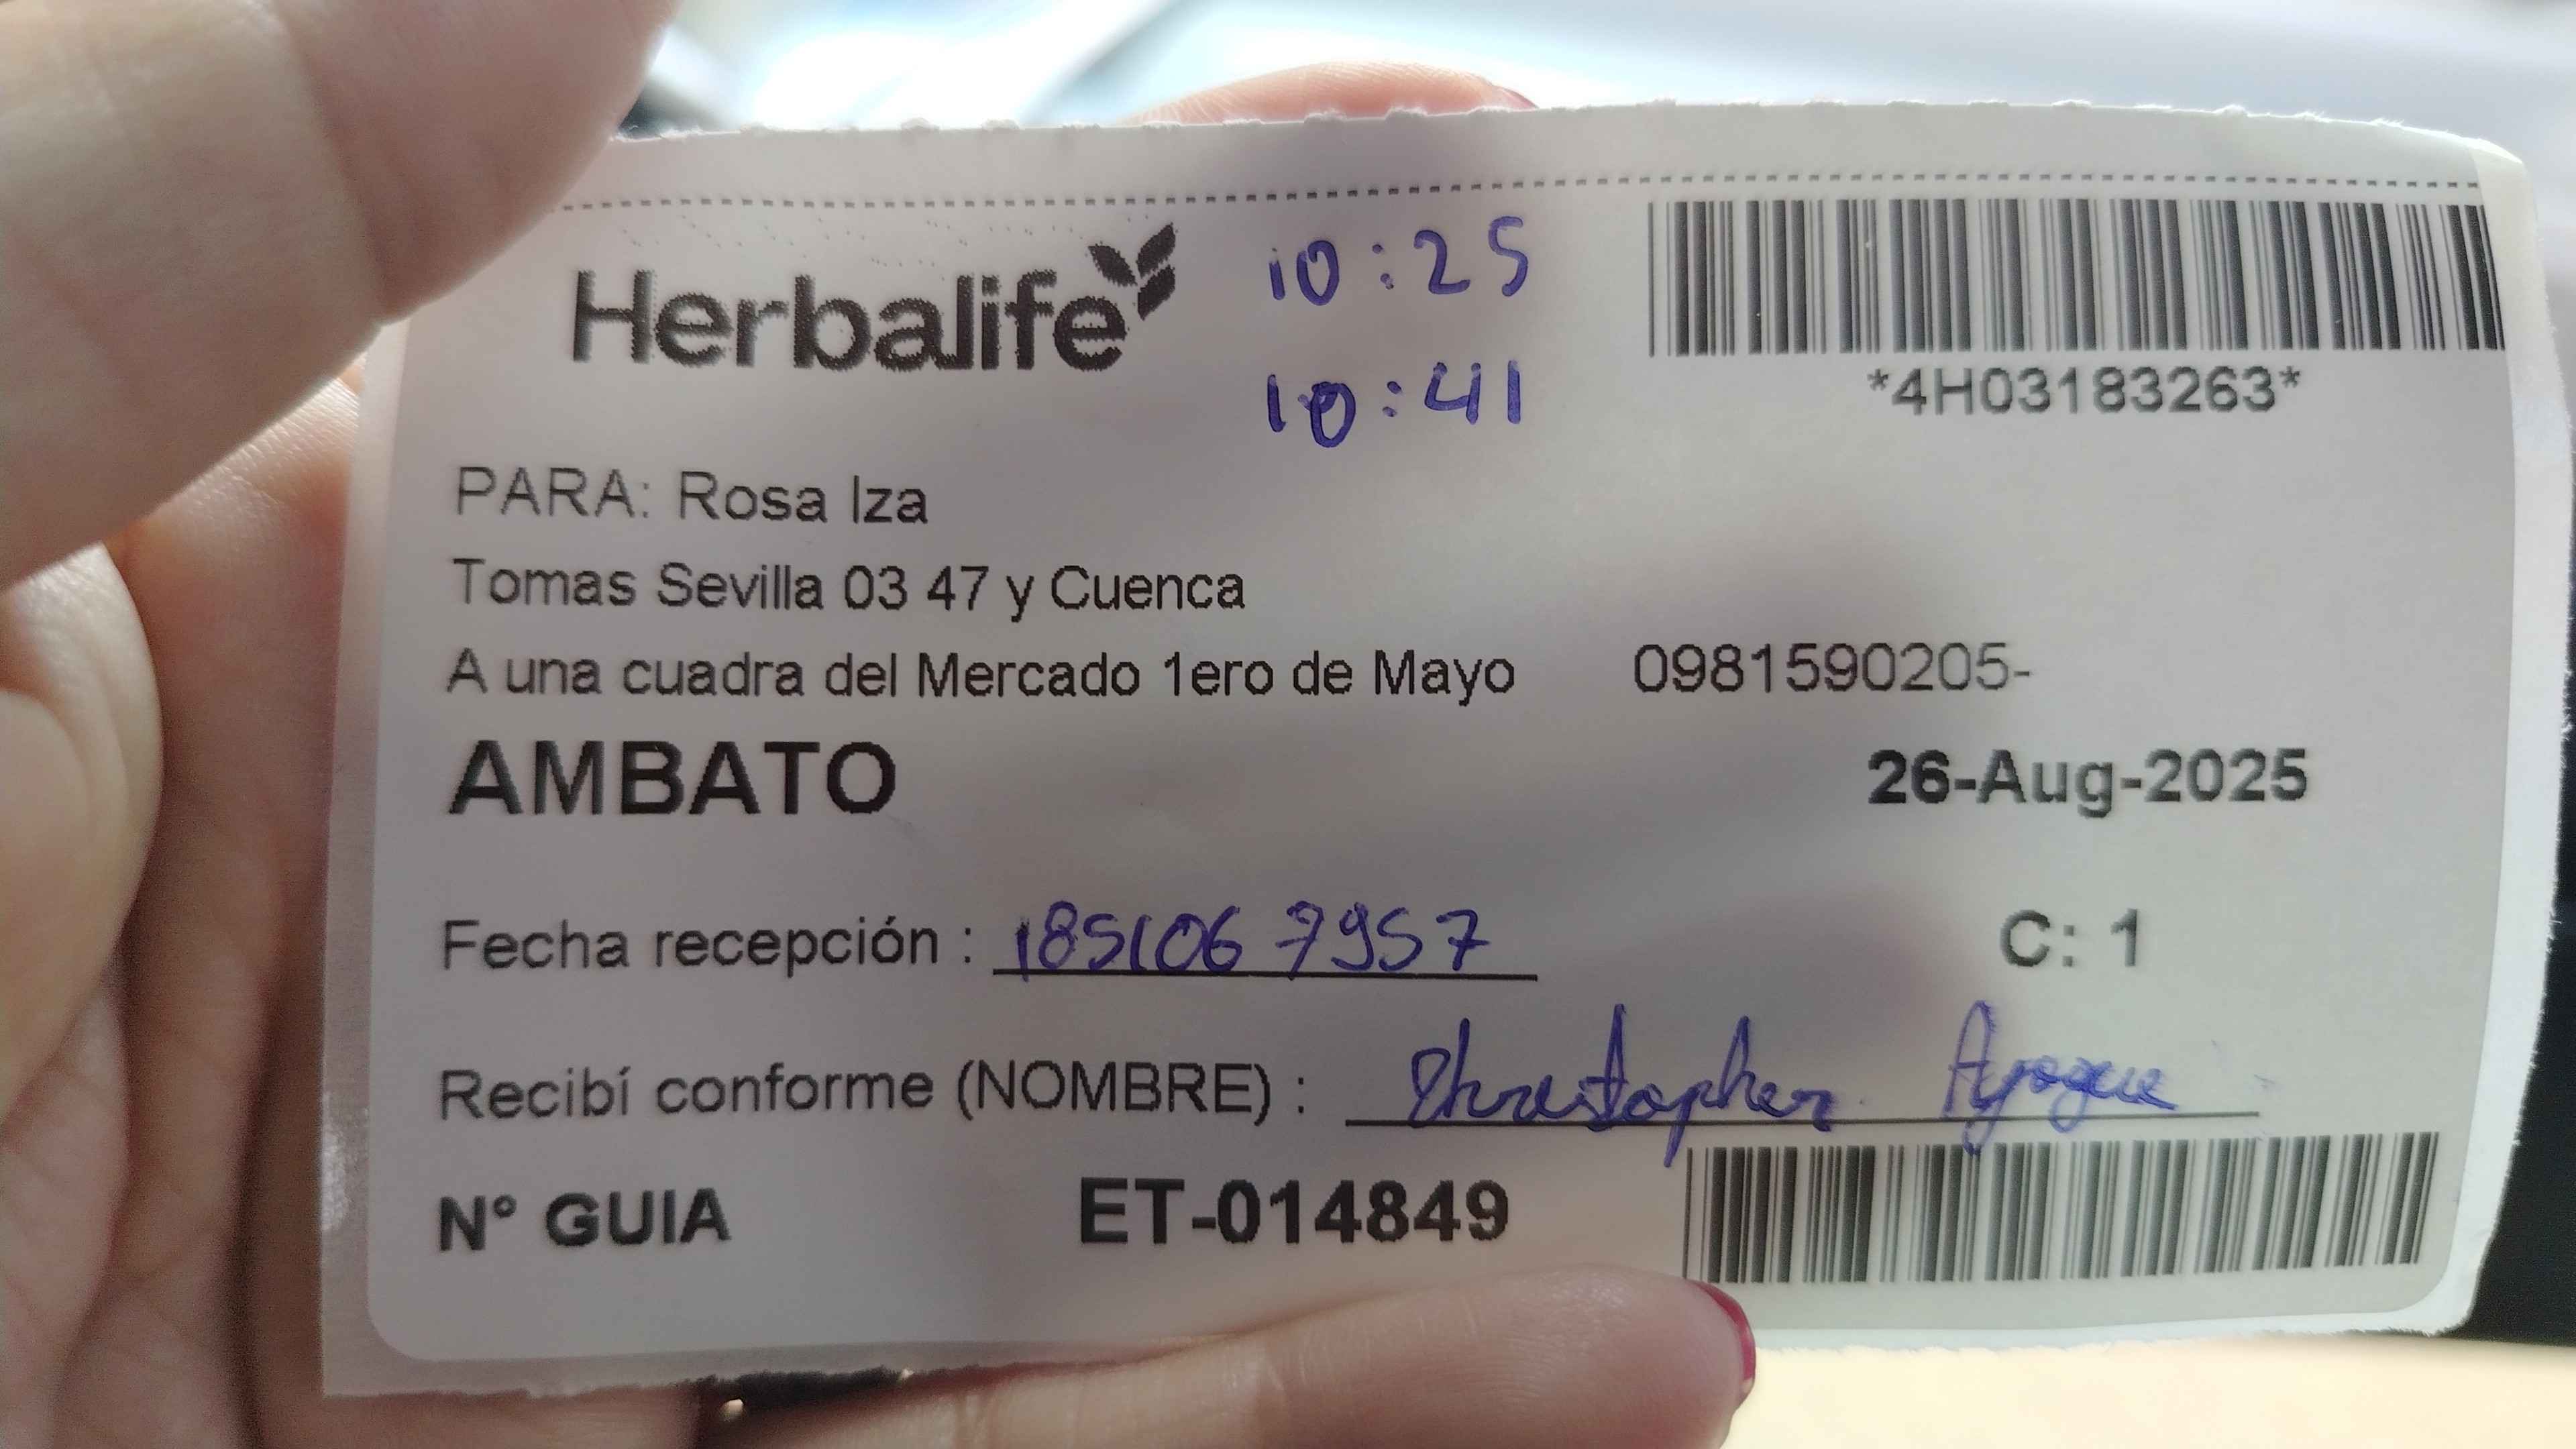 Herbalife
10:25
10:41
*4H03183263*
PARA: Rosa Iza
Tomas Sevilla 03 47 y Cuenca
A una cuadra del Mercado 1ero de Mayo 0981590205-
AMBATO 26-Aug-2025
Fecha recepción : 1851067957 C: 1
Recibí conforme (NOMBRE) : Christopher
N° GUIA ET-014849